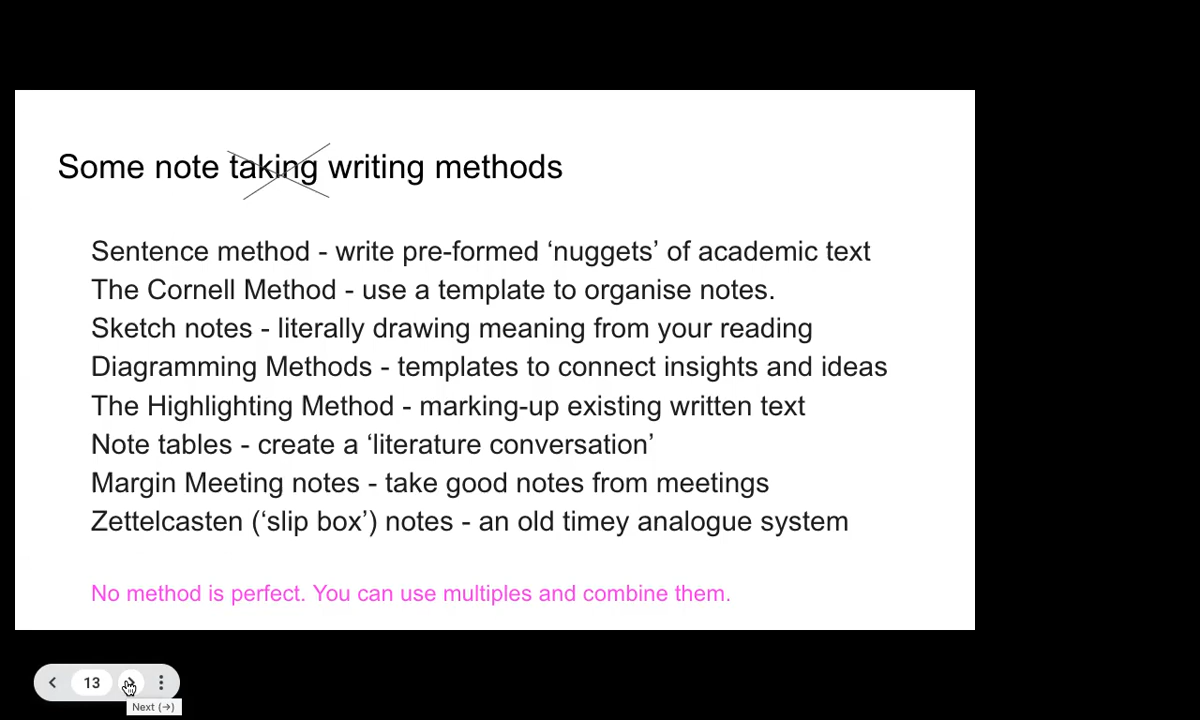 Some note taking writing methods
Sentence method - write pre-formed ‘nuggets’ of academic text
The Cornell Method - use a template to organise notes.
Sketch notes - literally drawing meaning from your reading
Diagramming Methods - templates to connect insights and ideas
The Highlighting Method - marking-up existing written text
Note tables - create a ‘literature conversation’
Margin Meeting notes - take good notes from meetings
Zettelcasten (‘slip box’) notes - an old timey analogue system
No method is perfect. You can use multiples and combine them.
13
Next (→)